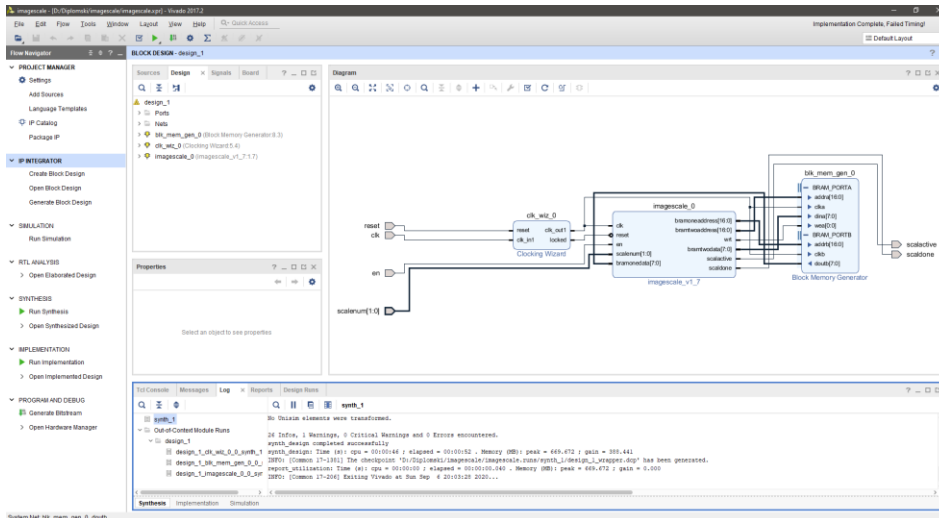 imagescale - [D:/Diplomski/imagescale/imagescale.xpr] - Vivado 2017.2
File Edit Flow Tools Window Layout View Help Quick Access
Implementation Complete, Failed Timing!
Default Layout
Flow Navigator
PROJECT MANAGER
Settings
Add Sources
Language Templates
IP Catalog
Package IP
IP INTEGRATOR
Create Block Design
Open Block Design
Generate Block Design
SIMULATION
Run Simulation
RTL ANALYSIS
Open Elaborated Design
SYNTHESIS
Run Synthesis
Open Synthesized Design
IMPLEMENTATION
Run Implementation
Open Implemented Design
PROGRAM AND DEBUG
Generate Bitstream
Open Hardware Manager
BLOCK DESIGN - design_1
Sources Design Signals Board
design_1
Ports
Nets
blk_mem_gen_0 (Block Memory Generator:8.3)
clk_wiz_0 (Clocking Wizard:5.4)
imagescale_0 (imagescale_v1_7:1.7)
Properties
Select an object to see properties
Diagram
reset
clk
en
scalenum[1:0]
clk_wiz_0
reset clk_out1
clk_in1 locked
Clocking Wizard
imagescale_0
clk
reset
en
scalenum[1:0]
bramonedata[7:0]
bramoneaddress[16:0]
bramtwoaddress[16:0]
writ
bramtwodata[7:0]
scalactive
scaldone
imagescale_v1_7
blk_mem_gen_0
BRAM_PORTA
addra[16:0]
clka
dina[7:0]
wea[0:0]
BRAM_PORTB
addrb[16:0]
clkb
doutb[7:0]
Block Memory Generator
scalactive
scaldone
Tcl Console Messages Log Reports Design Runs
synth_1
Out-of-Context Module Runs
design_1
design_1_clk_wiz_0_0_synth_1
design_1_blk_mem_gen_0_0_
design_1_imagescale_0_0_syr
synth_1
No Unisim elements were transformed.
Infos, 1 Warnings, 0 Critical Warnings and 0 Errors encountered.
synth_design completed successfully
synth_design: Time (s): cpu = 00:00:46 ; elapsed = 00:00:52 . Memory (MB): peak = 669.672 ; gain =
INFO: [Common 17-1381] The checkpoint 'D:/Diplomski/imagescale/imagescale.runs/synth_1/design_1_wrapper.dcp' has been generated.
report_utilization: Time (s): cpu = 00:00:00 ; elapsed = 00:00:00.040 . Memory (MB): peak = 669.672 ; gain = 0.000
INFO: [Common 17-206] Exiting Vivado at Sun Sep 6 2020...
Synthesis Implementation Simulation
System Net: blk_mem_gen_0_doutb